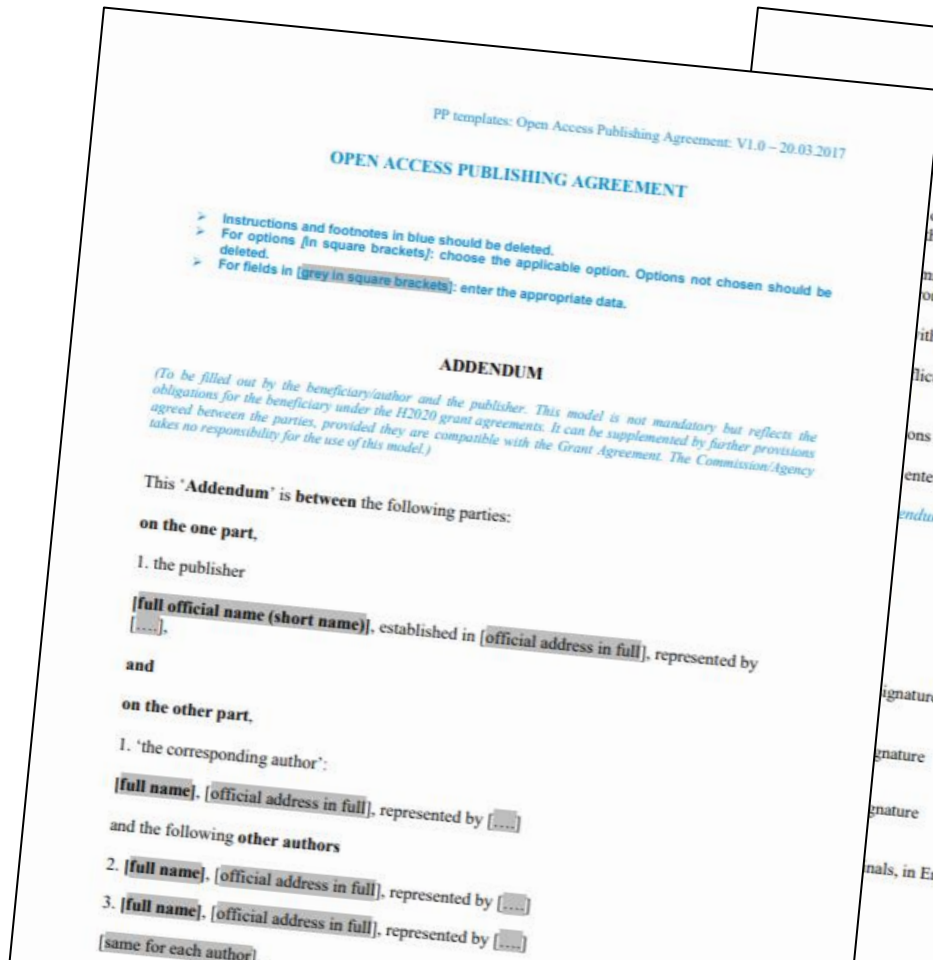 PP templates: Open Access Publishing Agreement: V1.0 – 20.03.2017
OPEN ACCESS PUBLISHING AGREEMENT
➢ Instructions and footnotes in blue should be deleted.
➢ For options [in square brackets]: choose the applicable option. Options not chosen should be
deleted.
➢ For fields in [grey in square brackets]: enter the appropriate data.
ADDENDUM
(To be filled out by the beneficiary/author and the publisher. This model is not mandatory but reflects the
obligations for the beneficiary under the H2020 grant agreements. It can be supplemented by further provisions
agreed between the parties, provided they are compatible with the Grant Agreement. The Commission/Agency
takes no responsibility for the use of this model.)
This ‘Addendum’ is between the following parties:
on the one part,
1. the publisher
[full official name (short name)], established in [official address in full], represented by
[....],
and
on the other part,
1. ‘the corresponding author’:
[full name], [official address in full], represented by [....]
and the following other authors
2. [full name], [official address in full], represented by [....]
3. [full name], [official address in full], represented by [....]
[same for each author]
ons
ignature
gnature
gnature
nals, in En